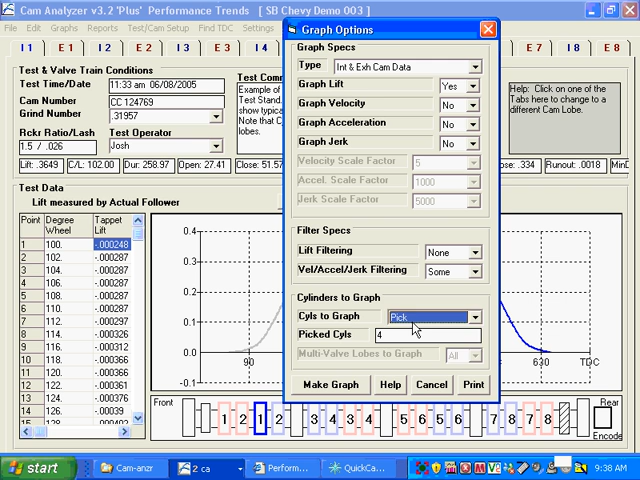 Cam Analyzer v3.2 'Plus' Performance Trends [ SB Chevy Demo 003 ]
File Reports Graphs Test/Cam Setup Find TDC Settings
I 1 E 1 I 2 E 2 E 7 I 8 E 8
Graph Options
Graph Specs
Type Int & Exh Cam Data
Graph Lift Yes
Graph Velocity No
Graph Acceleration No
Graph Jerk No
Velocity Scale Factor 5
Accel. Scale Factor 1000
Jerk Scale Factor 5000
Filter Specs
Lift Filtering None
Vel/Accel/Jerk Filtering Some
Cylinders to Graph
Cyls to Graph Pick
Picked Cyls 4
Multi-Valve Lobes to Graph All
Make Graph Help Cancel Print
Test & Valve Train Conditions
Test Time/Date 11:33 am 06/08/2005
Cam Number CC 124769
Grind Number .31957
Rckr Ratio/Lash Test Operator
1.5 / .026 Josh
Test Com
Example of
Test Stand.
show typica
Note that C
lobes.
Help: Click on one of the
Tabs here to change to a
different Cam Lobe.
Lift: .3649 C/L: 102.00 Dur: 258.97 Open: 27.41 Close: 51.57 se: .334 Runout: .0018 MinD
Test Data
Lift measured by Actual Follower
Point Degree Wheel Tappet Lift
1 100. -.000248
2 102. -.000287
3 104. -.000287
4 106. -.000287
5 108. -.000287
6 110. -.000287
7 112. -.000287
8 114. -.000287
9 116. -.000287
10 118. -.000366
11 120. -.000366
12 122. -.000361
13 124. -.000376
14 126. -.00039
0.4
0.3
0.2
0.1
0.0
-0.1
90 630 TDC
Front 1 2 1 2 3 4 3 4 5 6 5 6 7 8 7 8 Rear
Encode
start Cam-anzr 2 ca Perform... QuickCa... 9:38 AM